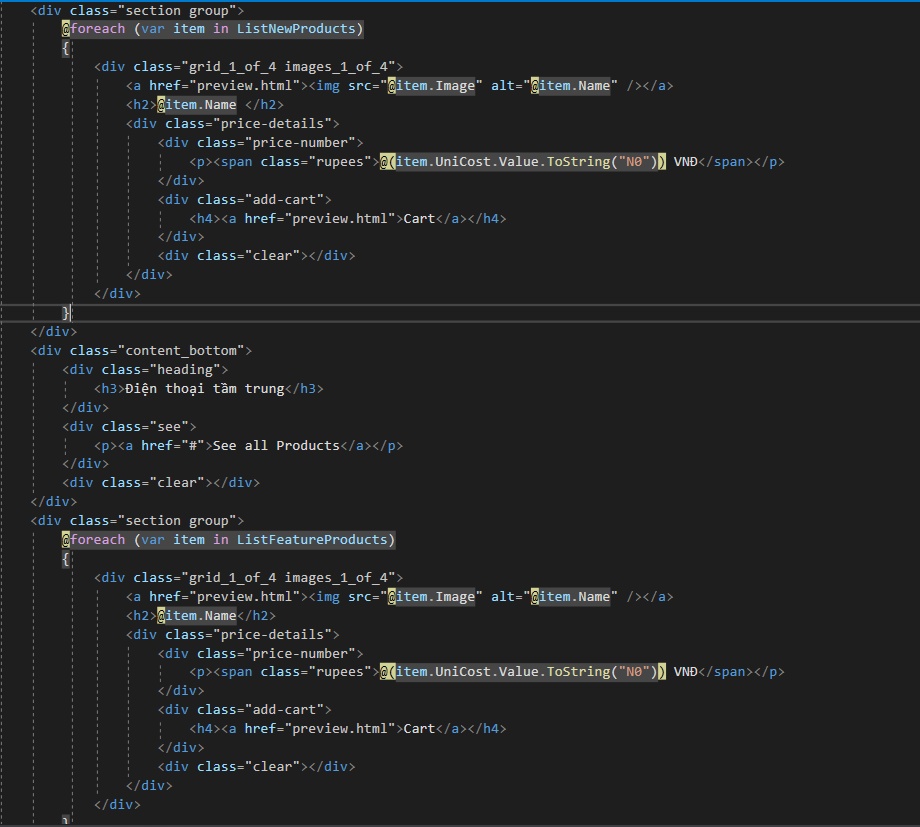 <div class="section group">
@foreach (var item in ListNewProducts)
{
<div class="grid_1_of_4 images_1_of_4">
<a href="preview.html"><img src="@item.Image" alt="@item.Name" /></a>
<h2>@item.Name </h2>
<div class="price-details">
<div class="price-number">
<p><span class="rupees">@(item.UniCost.Value.ToString("N0")) VNĐ</span></p>
</div>
<div class="add-cart">
<h4><a href="preview.html">Cart</a></h4>
</div>
<div class="clear"></div>
</div>
</div>
}
</div>
<div class="content_bottom">
<div class="heading">
<h3>Điện thoại tầm trung</h3>
</div>
<div class="see">
<p><a href="#">See all Products</a></p>
</div>
<div class="clear"></div>
</div>
<div class="section group">
@foreach (var item in ListFeatureProducts)
{
<div class="grid_1_of_4 images_1_of_4">
<a href="preview.html"><img src="@item.Image" alt="@item.Name" /></a>
<h2>@item.Name</h2>
<div class="price-details">
<div class="price-number">
<p><span class="rupees">@(item.UniCost.Value.ToString("N0")) VNĐ</span></p>
</div>
<div class="add-cart">
<h4><a href="preview.html">Cart</a></h4>
</div>
<div class="clear"></div>
</div>
</div>
}